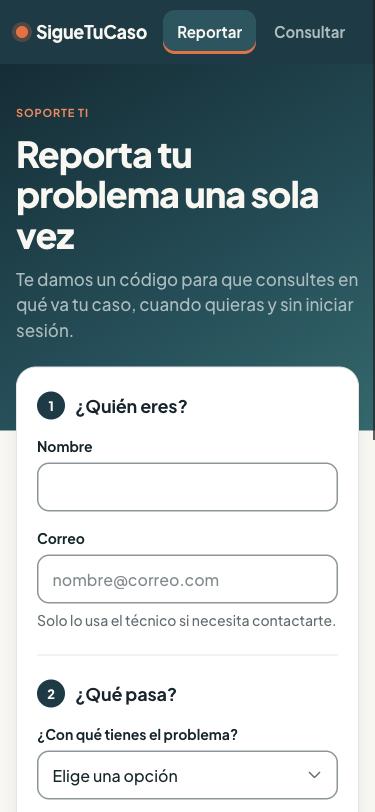 SigueTuCaso
Reportar
Consultar
SOPORTE TI
Reporta tu
problema una sola
vez
Te damos un código para que consultes en
qué va tu caso, cuando quieras y sin iniciar
sesión.
1 ¿Quién eres?
Nombre
Correo
nombre@correo.com
Solo lo usa el técnico si necesita contactarte.
2 ¿Qué pasa?
¿Con qué tienes el problema?
Elige una opción